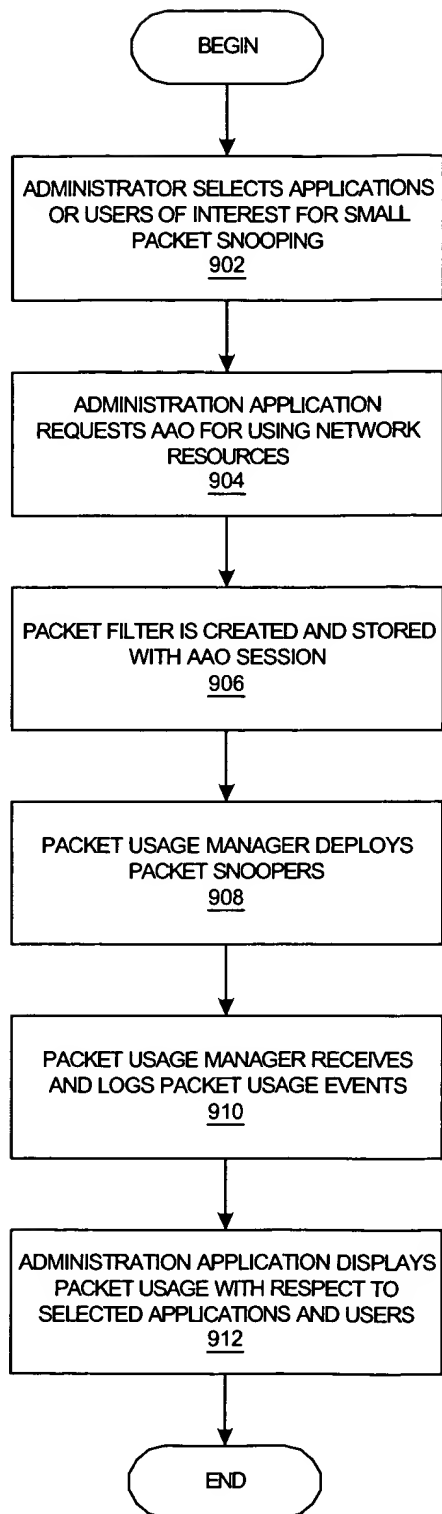 BEGIN
ADMINISTRATOR SELECTS APPLICATIONS
OR USERS OF INTEREST FOR SMALL
PACKET SNOOPING
902
ADMINISTRATION APPLICATION
REQUESTS AAO FOR USING NETWORK
RESOURCES
904
PACKET FILTER IS CREATED AND STORED
WITH AAO SESSION
906
PACKET USAGE MANAGER DEPLOYS
PACKET SNOOPERS
908
PACKET USAGE MANAGER RECEIVES
AND LOGS PACKET USAGE EVENTS
910
ADMINISTRATION APPLICATION DISPLAYS
PACKET USAGE WITH RESPECT TO
SELECTED APPLICATIONS AND USERS
912
END